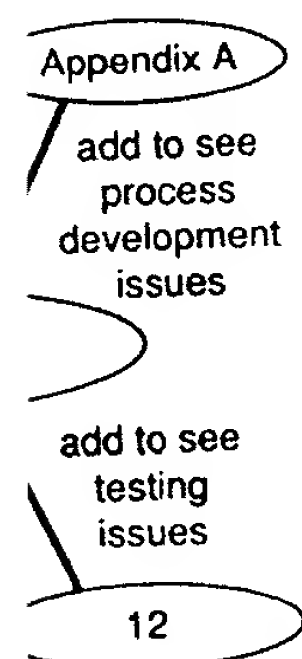 Appendix A
add to see
process
development
issues
add to see
testing
issues
12